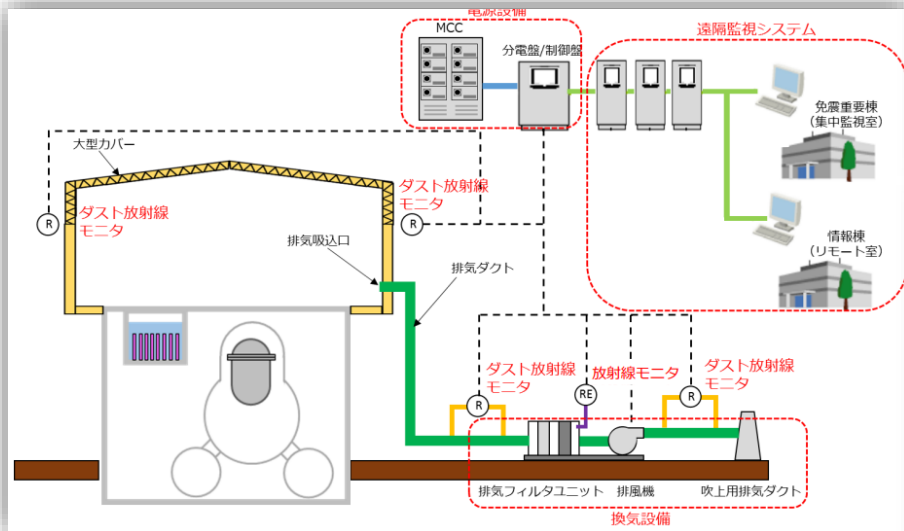 電源設備
MCC
分電盤/制御盤
遠隔監視システム
免震重要棟
(集中監視室)
情報棟
(リモート室)
大型カバー
R
ダスト放射線
モニタ
ダスト放射線
モニタ
R
排気吸込口
排気ダクト
ダスト放射線
モニタ
R
放射線モニタ
RE
ダスト放射線
モニタ
R
排気フィルタユニット
排風機
吹上用排気ダクト
換気設備